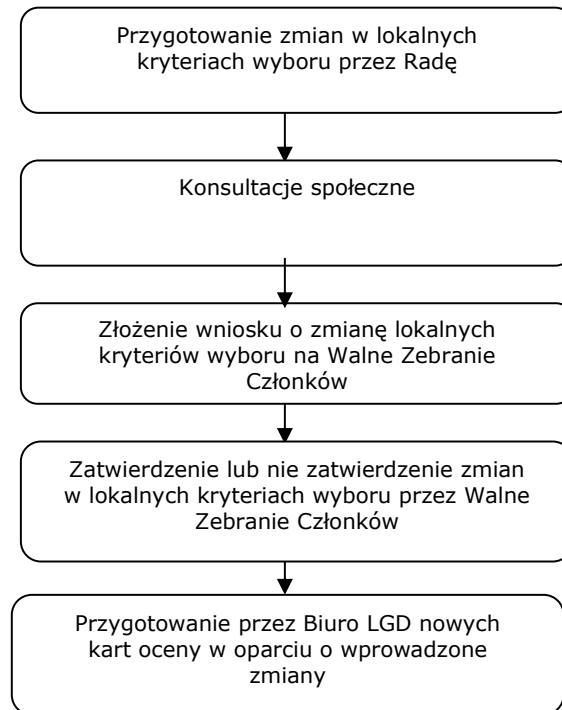 Przygotowanie zmian w lokalnych
kryteriach wyboru przez Radę
Konsultacje społeczne
Złożenie wniosku o zmianę lokalnych
kryteriów wyboru na Walne Zebranie
Członków
Zatwierdzenie lub nie zatwierdzenie zmian
w lokalnych kryteriach wyboru przez Walne
Zebranie Członków
Przygotowanie przez Biuro LGD nowych
kart oceny w oparciu o wprowadzone
zmiany